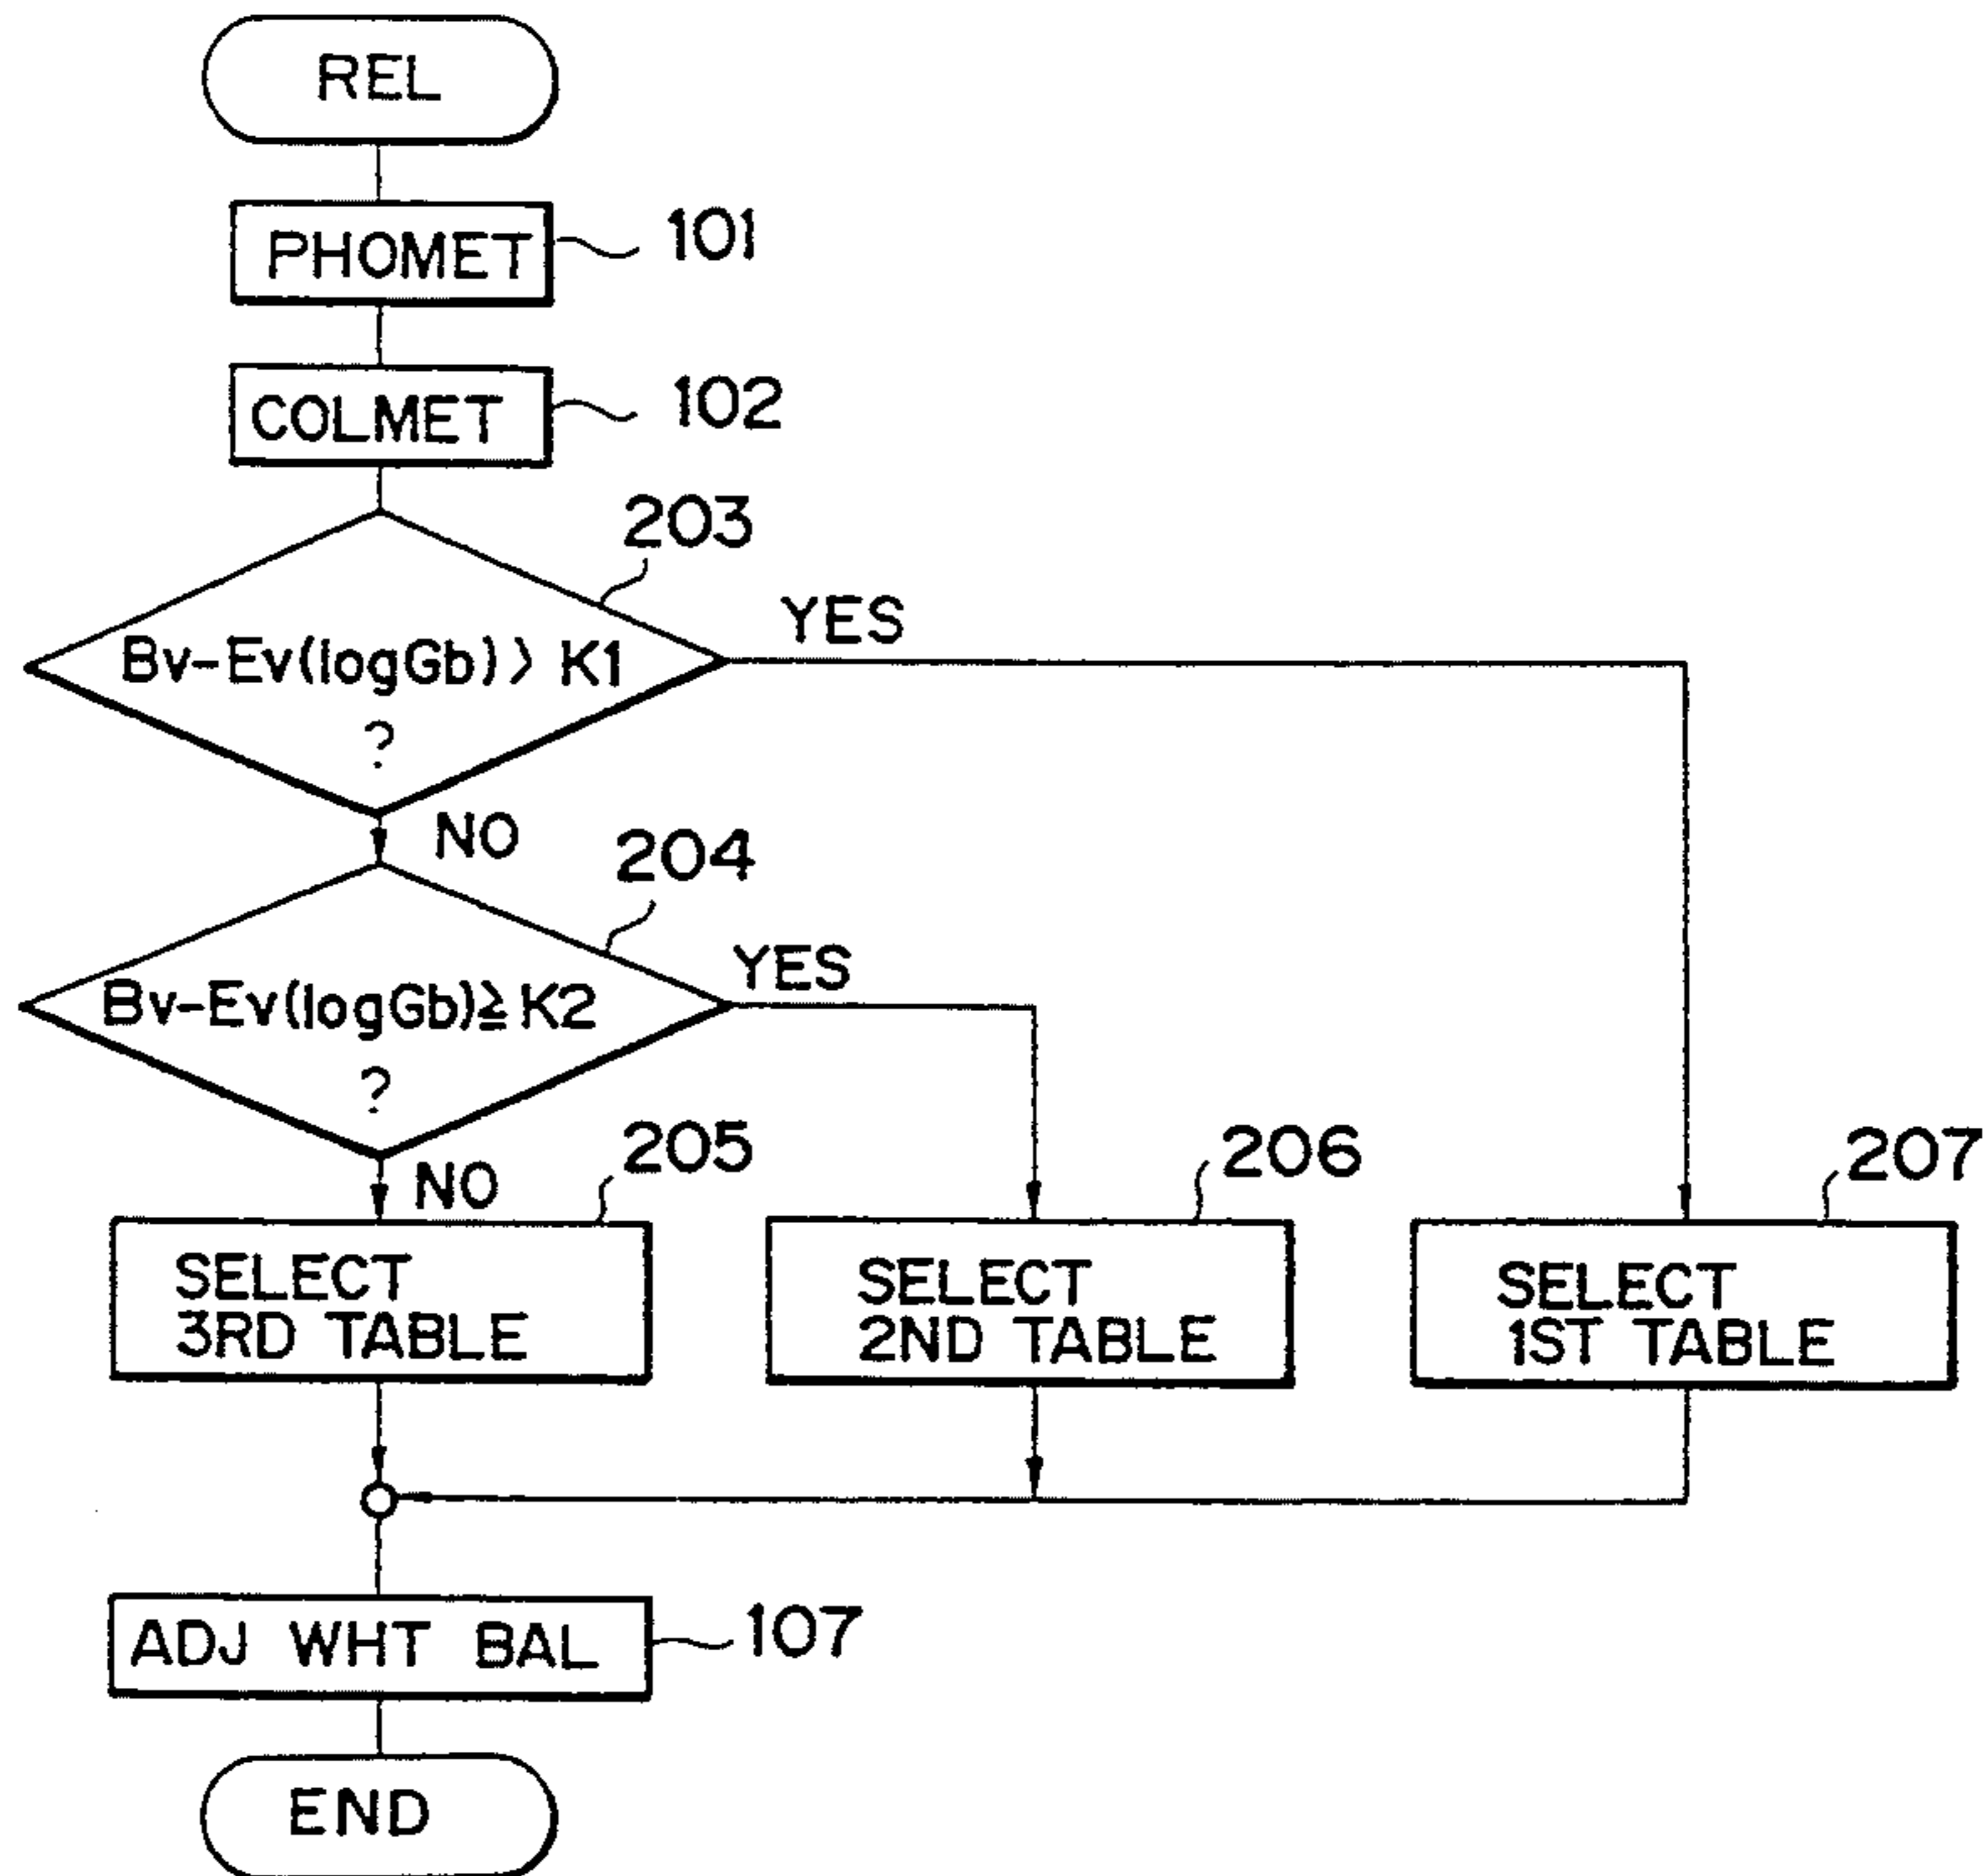 REL
PHOMET
101
COLMET
102
203
Bv-Ev(logGb) > K1
?
YES
NO
204
Bv-Ev(logGb) ≧ K2
?
YES
NO
205
SELECT
3RD TABLE
206
SELECT
2ND TABLE
207
SELECT
1ST TABLE
ADJ WHT BAL
107
END